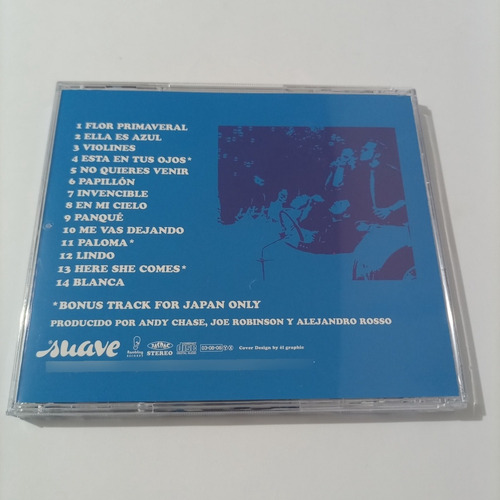 1 FLOR PRIMAVERAL
2 ELLA ES AZUL
3 VIOLINES
4 ESTA EN TUS OJOS*
5 NO QUIERES VENIR
6 PAPILLÓN
7 INVENCIBLE
8 EN MI CIELO
9 PANQUÉ
10 ME VAS DEJANDO
11 PALOMA*
12 LINDO
13 HERE SHE COMES*
14 BLANCA
*BONUS TRACK FOR JAPAN ONLY
PRODUCIDO POR ANDY CHASE, JOE ROBINSON Y ALEJANDRO ROSSO
suave
STEREO
Cover Design by ii graphic